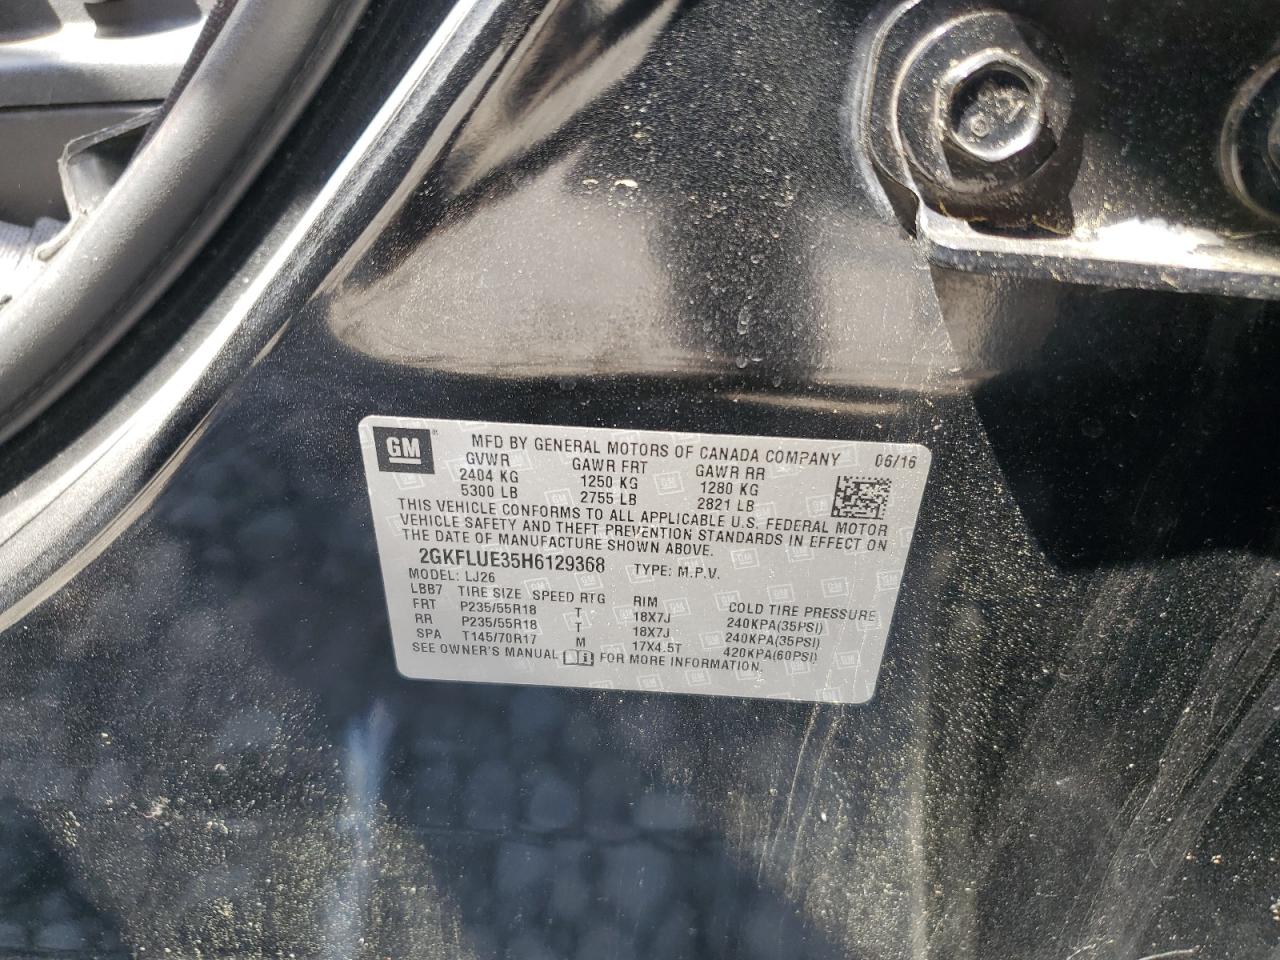 GM
MFD BY GENERAL MOTORS OF CANADA COMPANY 06/16
GVWR GAWR FRT GAWR RR
2404 KG 1250 KG 1280 KG
5300 LB 2755 LB 2821 LB
THIS VEHICLE CONFORMS TO ALL APPLICABLE U.S. FEDERAL MOTOR
VEHICLE SAFETY AND THEFT PREVENTION STANDARDS IN EFFECT ON
THE DATE OF MANUFACTURE SHOWN ABOVE.
2GKFLUE35H6129368 TYPE: M.P.V.
MODEL: LJ26
LBB7 TIRE SIZE SPEED RTG RIM COLD TIRE PRESSURE
FRT P235/55R18 T 18X7J 240KPA(35PSI)
RR P235/55R18 T 18X7J 240KPA(35PSI)
SPA T145/70R17 M 17X4.5T 420KPA(60PSI)
SEE OWNER'S MANUAL FOR MORE INFORMATION.